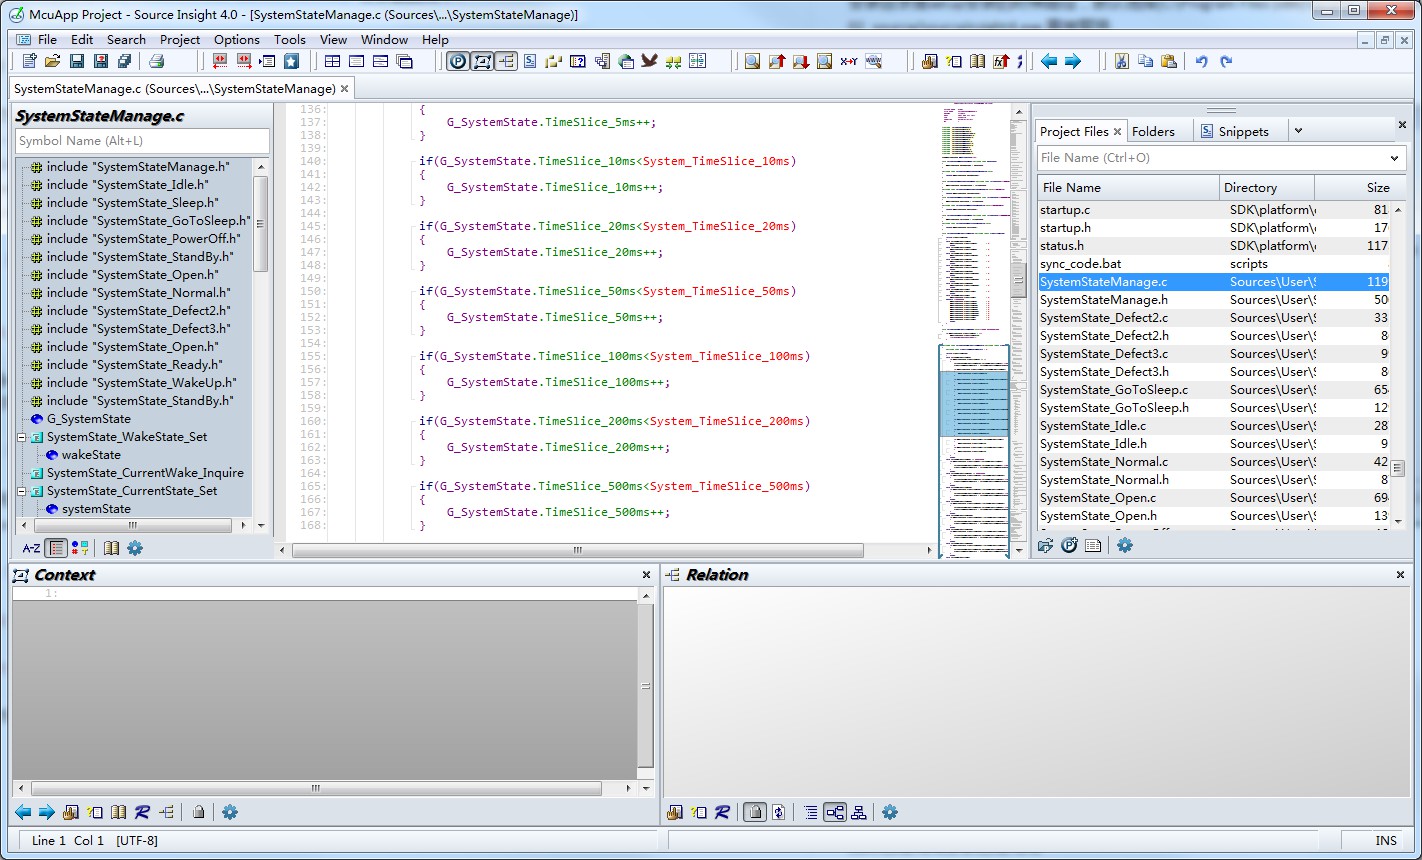 McuApp Project - Source Insight 4.0 - [SystemStateManage.c (Sources\...\SystemStateManage)]
File Edit Search Project Options Tools View Window Help
SystemStateManage.c (Sources\...\SystemStateManage)
SystemStateManage.c
Symbol Name (Alt+L)
include "SystemStateManage.h"
include "SystemState_Idle.h"
include "SystemState_Sleep.h"
include "SystemState_GoToSleep.h"
include "SystemState_PowerOff.h"
include "SystemState_StandBy.h"
include "SystemState_Open.h"
include "SystemState_Normal.h"
include "SystemState_Defect2.h"
include "SystemState_Defect3.h"
include "SystemState_Open.h"
include "SystemState_Ready.h"
include "SystemState_WakeUp.h"
include "SystemState_StandBy.h"
G_SystemState
SystemState_WakeState_Set
wakeState
SystemState_CurrentWake_Inquire
SystemState_CurrentState_Set
systemState
A-Z
136: {
137: G_SystemState.TimeSlice_5ms++;
138: }
139:
140: if(G_SystemState.TimeSlice_10ms<System_TimeSlice_10ms)
141: {
142: G_SystemState.TimeSlice_10ms++;
143: }
144:
145: if(G_SystemState.TimeSlice_20ms<System_TimeSlice_20ms)
146: {
147: G_SystemState.TimeSlice_20ms++;
148: }
149:
150: if(G_SystemState.TimeSlice_50ms<System_TimeSlice_50ms)
151: {
152: G_SystemState.TimeSlice_50ms++;
153: }
154:
155: if(G_SystemState.TimeSlice_100ms<System_TimeSlice_100ms)
156: {
157: G_SystemState.TimeSlice_100ms++;
158: }
159:
160: if(G_SystemState.TimeSlice_200ms<System_TimeSlice_200ms)
161: {
162: G_SystemState.TimeSlice_200ms++;
163: }
164:
165: if(G_SystemState.TimeSlice_500ms<System_TimeSlice_500ms)
166: {
167: G_SystemState.TimeSlice_500ms++;
168: }
Project Files Folders Snippets
File Name (Ctrl+O)
File Name Directory Size
startup.c SDK\platform\ 81
startup.h SDK\platform\ 17
status.h SDK\platform\ 117
sync_code.bat scripts
SystemStateManage.c Sources\User\S 119
SystemStateManage.h Sources\User\S 50
SystemState_Defect2.c Sources\User\S 33
SystemState_Defect2.h Sources\User\S 8
SystemState_Defect3.c Sources\User\S 9
SystemState_Defect3.h Sources\User\S 8
SystemState_GoToSleep.c Sources\User\S 65
SystemState_GoToSleep.h Sources\User\S 12
SystemState_Idle.c Sources\User\S 28
SystemState_Idle.h Sources\User\S 9
SystemState_Normal.c Sources\User\S 42
SystemState_Normal.h Sources\User\S 8
SystemState_Open.c Sources\User\S 69
SystemState_Open.h Sources\User\S 13
Context
1:
Relation
Line 1 Col 1 [UTF-8]
INS